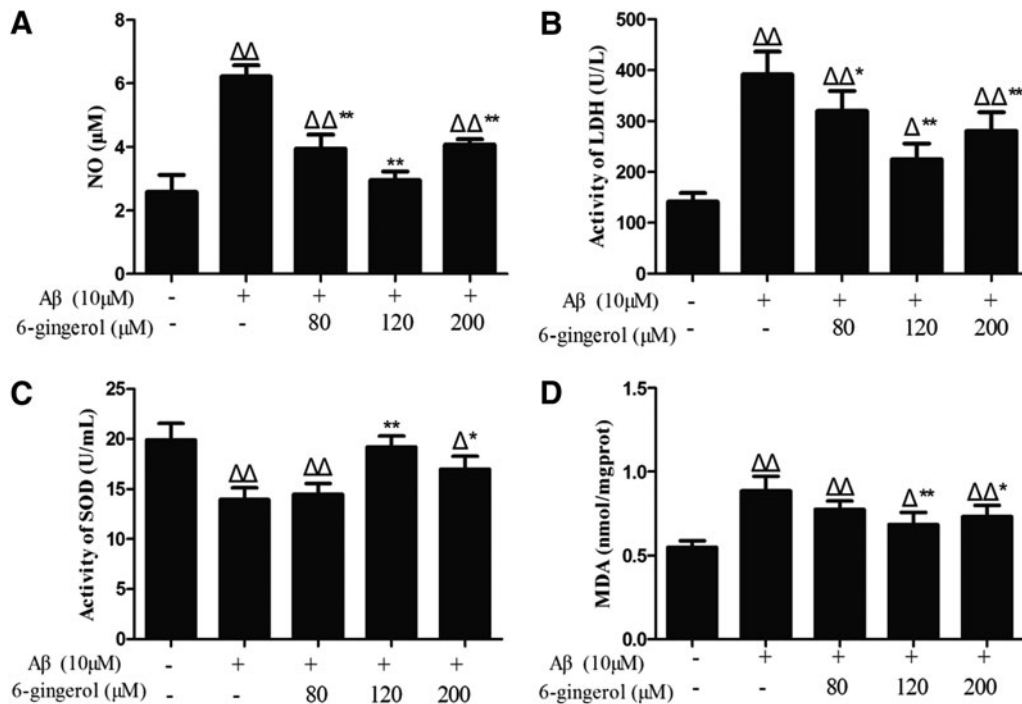 A
NO (μM)
8
6
4
2
0
ΔΔ
ΔΔ**
**
ΔΔ**
Aβ (10μM) - + + + +
6-gingerol (μM) - - 80 120 200
B
Activity of LDH (U/L)
500
400
300
200
100
0
ΔΔ
ΔΔ*
Δ**
ΔΔ**
Aβ (10μM) - + + + +
6-gingerol (μM) - - 80 120 200
C
Activity of SOD (U/mL)
25
20
15
10
5
0
ΔΔ
ΔΔ
**
Δ*
Aβ (10μM) - + + + +
6-gingerol (μM) - - 80 120 200
D
MDA (nmol/mgprot)
1.5
1.0
0.5
0.0
ΔΔ
ΔΔ
Δ**
ΔΔ*
Aβ (10μM) - + + + +
6-gingerol (μM) - - 80 120 200